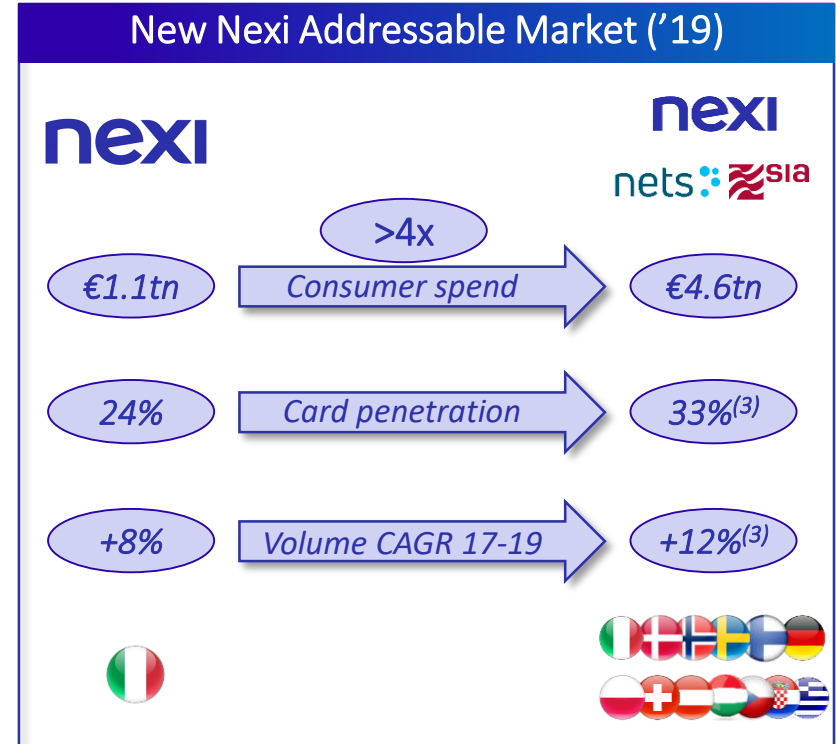 New Nexi Addressable Market ('19)
nexi
nexi
nets sia
>4x
€1.1tn Consumer spend €4.6tn
24% Card penetration 33%(3)
+8% Volume CAGR 17-19 +12%(3)